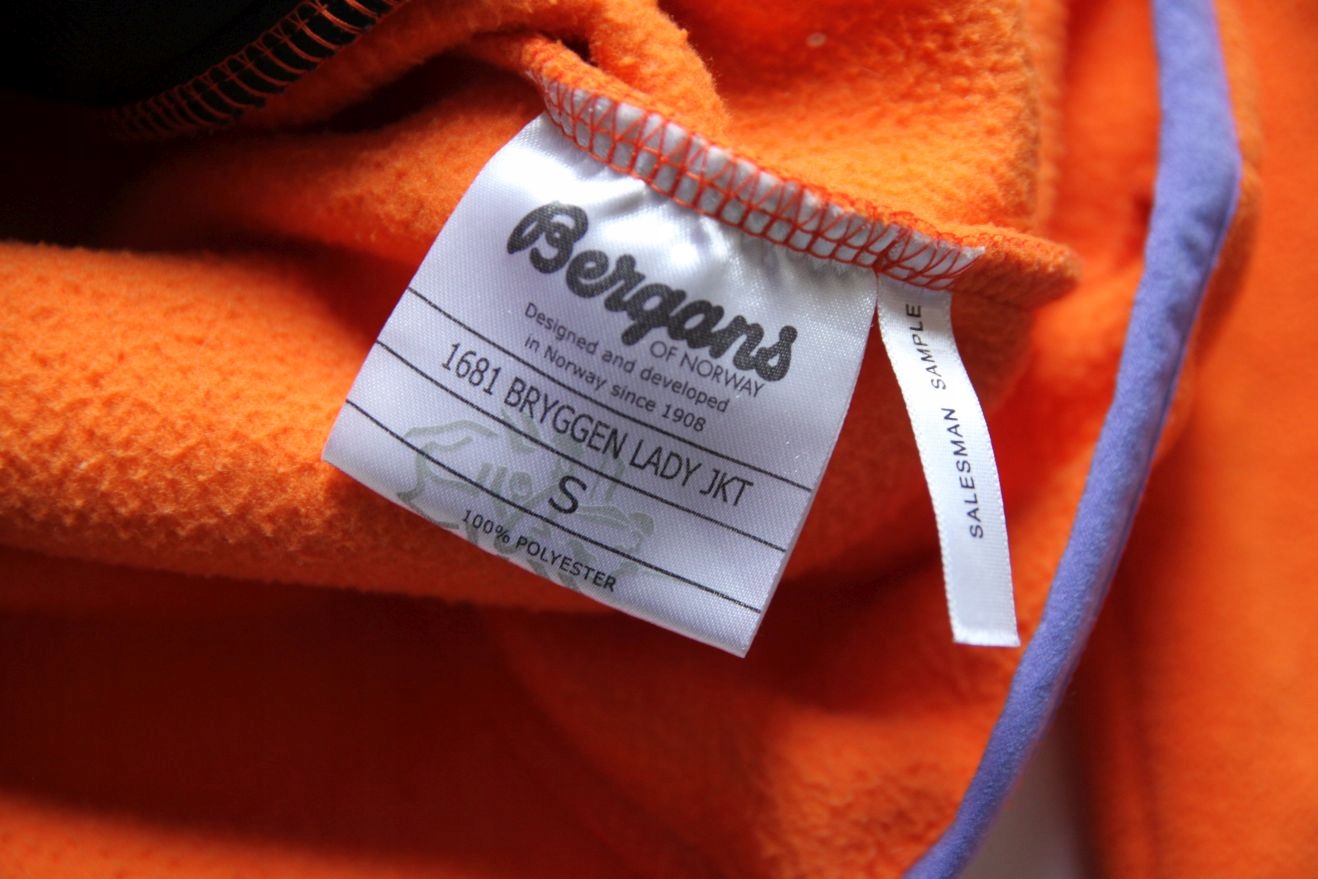 Bergans
OF NORWAY
Designed and developed
in Norway since 1908
1681 BRYGGEN LADY JKT
S
100% POLYESTER
SALESMAN SAMPLE